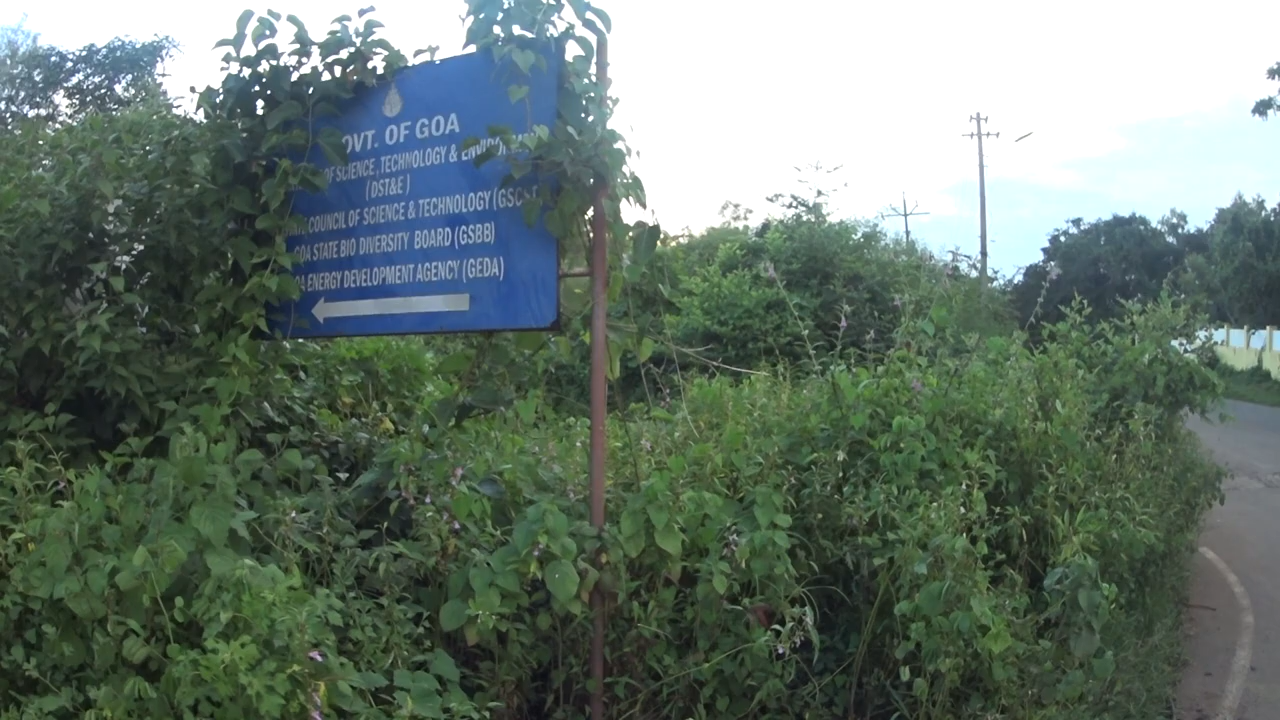 OVT. OF GOA
OF SCIENCE, TECHNOLOGY & ENVIRONMENT
(DST&E)
COUNCIL OF SCIENCE & TECHNOLOGY (GSCST
GOA STATE BIO DIVERSITY BOARD (GSBB)
OA ENERGY DEVELOPMENT AGENCY (GEDA)